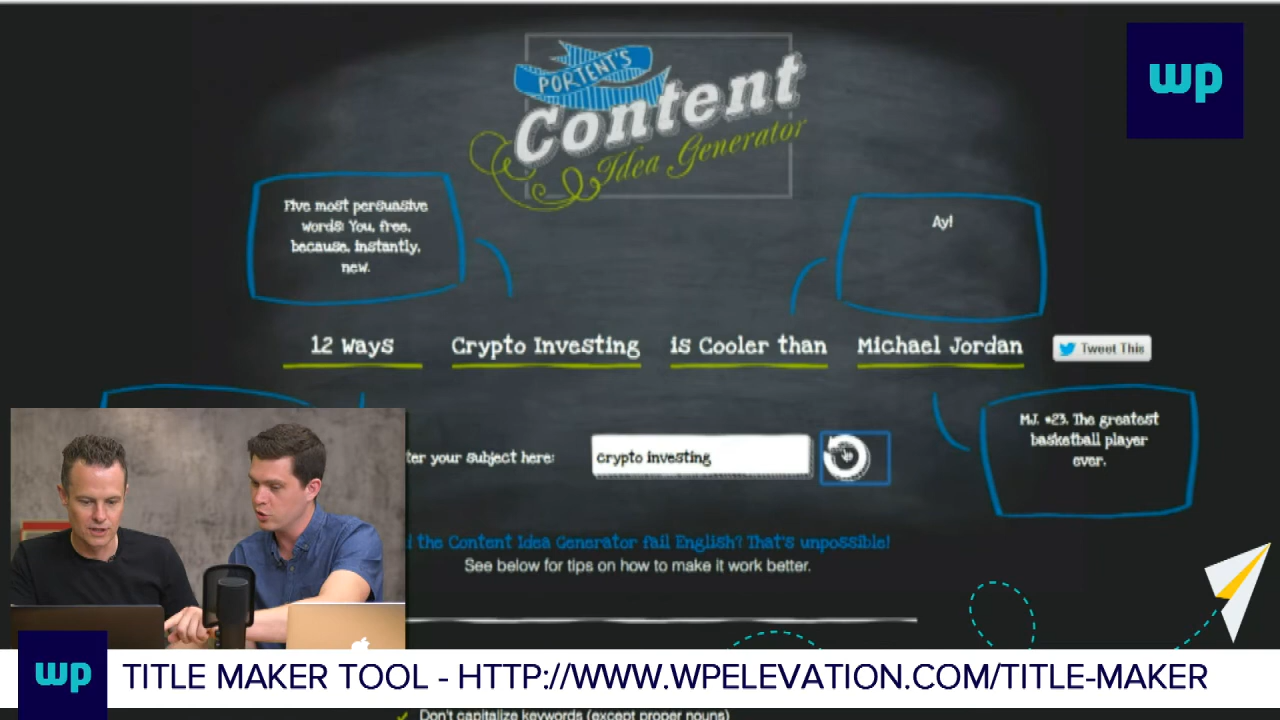 PORTENT'S
Content
Idea Generator
wp
Five most persuasive
words: You, free,
because, instantly,
new.
Ay!
12 Ways Crypto Investing is Cooler than Michael Jordan
Tweet This
MJ. #23. The greatest
basketball player
ever.
ter your subject here:
crypto investing
the Content Idea Generator fail English? That's unpossible!
See below for tips on how to make it work better.
wp
TITLE MAKER TOOL - HTTP://WWW.WPELEVATION.COM/TITLE-MAKER
Don't capitalize keywords (except proper nouns)